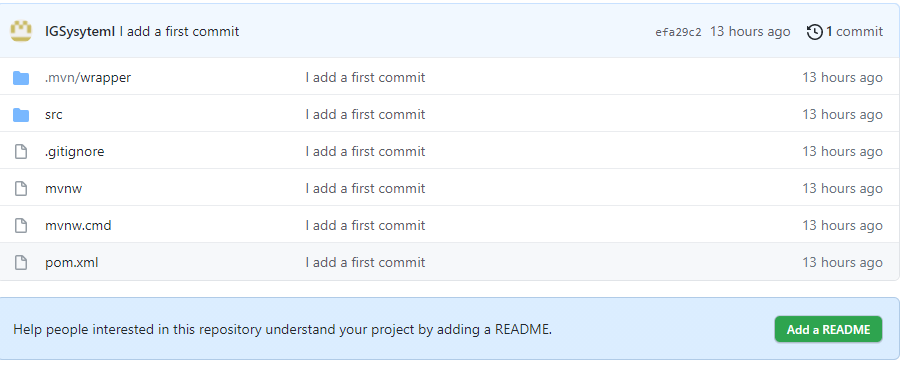 IGSysytemI I add a first commit efa29c2 13 hours ago 1 commit
.mvn/wrapper I add a first commit 13 hours ago
src I add a first commit 13 hours ago
.gitignore I add a first commit 13 hours ago
mvnw I add a first commit 13 hours ago
mvnw.cmd I add a first commit 13 hours ago
pom.xml I add a first commit 13 hours ago
Help people interested in this repository understand your project by adding a README. Add a README